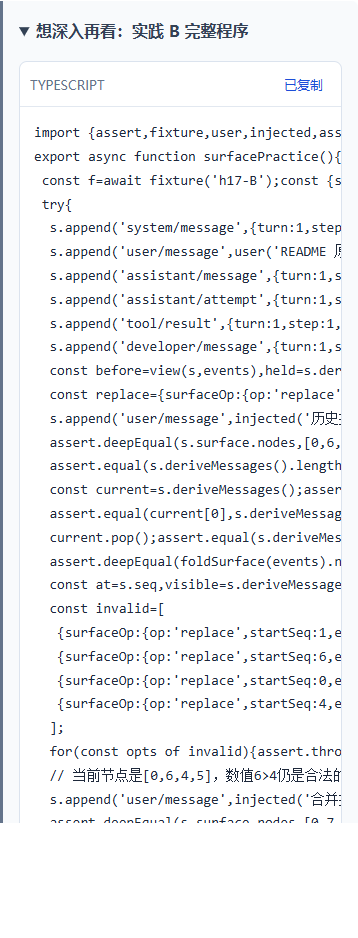 ▼ 想深入再看：实践 B 完整程序
TYPESCRIPT
已复制
import {assert,fixture,user,injected,ass
export async function surfacePractice(){
const f=await fixture('h17-B');const {s
try{
s.append('system/message',{turn:1,step
s.append('user/message',user('README
s.append('assistant/message',{turn:1,s
s.append('assistant/attempt',{turn:1,s
s.append('tool/result',{turn:1,step:1,
s.append('developer/message',{turn:1,s
const before=view(s,events),held=s.der
const replace={surfaceOp:{op:'replace'
s.append('user/message',injected('历史
assert.deepEqual(s.surface.nodes,[0,6,
assert.equal(s.deriveMessages().length
const current=s.deriveMessages();asser
assert.equal(current[0],s.deriveMessag
current.pop();assert.equal(s.deriveMes
assert.deepEqual(foldSurface(events).n
const at=s.seq,visible=s.deriveMessage
const invalid=[
{surfaceOp:{op:'replace',startSeq:1,e
{surfaceOp:{op:'replace',startSeq:6,e
{surfaceOp:{op:'replace',startSeq:0,e
{surfaceOp:{op:'replace',startSeq:4,e
];
for(const opts of invalid){assert.thro
// 当前节点是[0,6,4,5]，数值6>4仍是合法的
s.append('user/message',injected('合并
assert.deepEqual(s.surface.nodes,[0,7